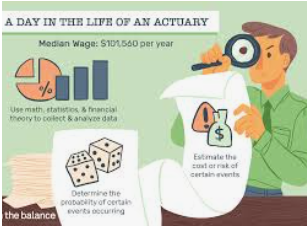 A DAY IN THE LIFE OF AN ACTUARY
Median Wage: $101,560 per year
Use math, statistics, & financial
theory to collect & analyze data
Estimate the
cost or risk of
certain events
Determine the
probability of certain
events occurring
the balance